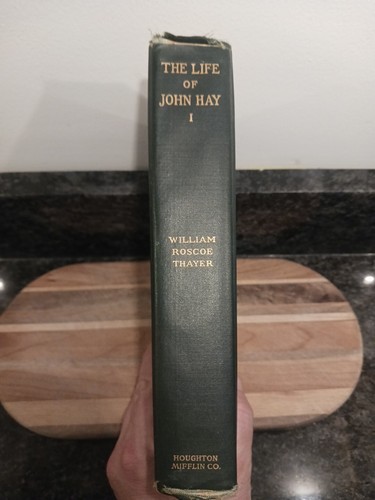 THE LIFE
OF
JOHN HAY
I
WILLIAM
ROSCOE
THAYER
HOUGHTON
MIFFLIN CO.